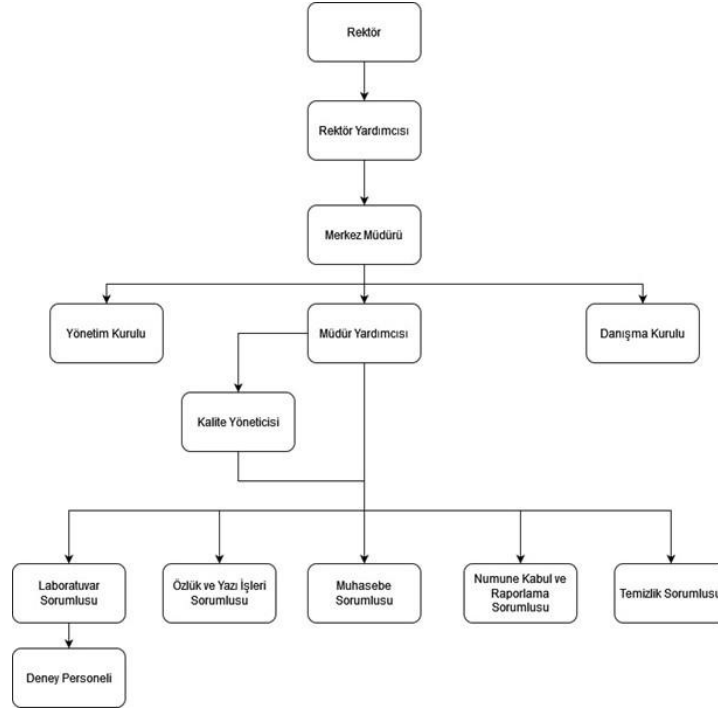 Rektör
Rektör Yardımcısı
Merkez Müdürü
Yönetim Kurulu
Müdür Yardımcısı
Danışma Kurulu
Kalite Yöneticisi
Laboratuvar
Sorumlusu
Özlük ve Yazı İşleri
Sorumlusu
Muhasebe
Sorumlusu
Numune Kabul ve
Raporlama
Sorumlusu
Temizlik Sorumlusu
Deney Personeli